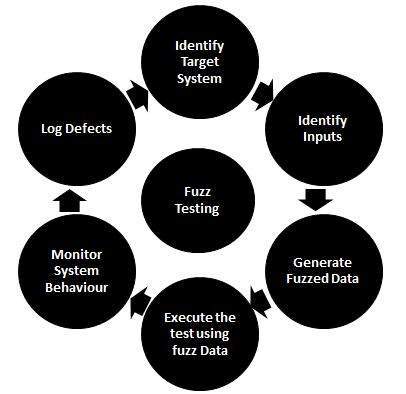 Identify
Target
System
Identify
Inputs
Generate
Fuzzed Data
Execute the
test using
fuzz Data
Monitor
System
Behaviour
Log Defects
Fuzz
Testing